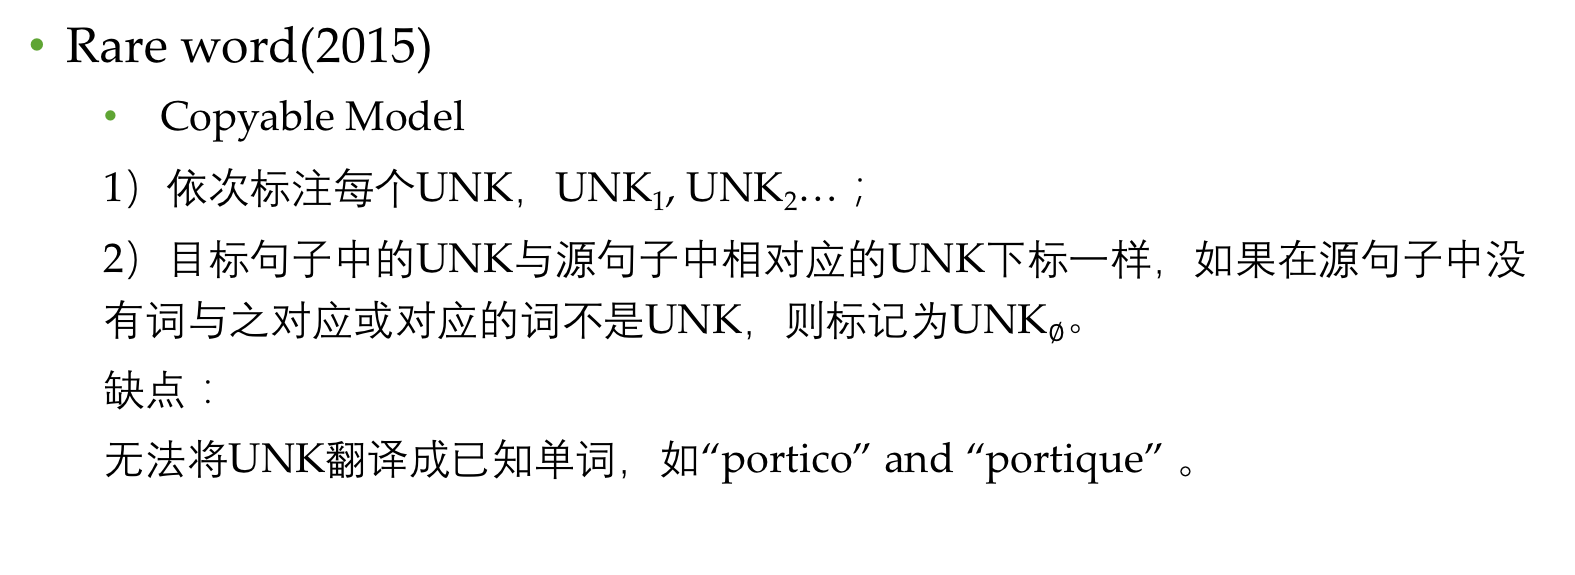 • Rare word(2015)
• Copyable Model
1）依次标注每个UNK，UNK₁, UNK₂…；
2）目标句子中的UNK与源句子中相对应的UNK下标一样，如果在源句子中没
有词与之对应或对应的词不是UNK，则标记为UNK∅。
缺点：
无法将UNK翻译成已知单词，如“portico” and “portique” 。